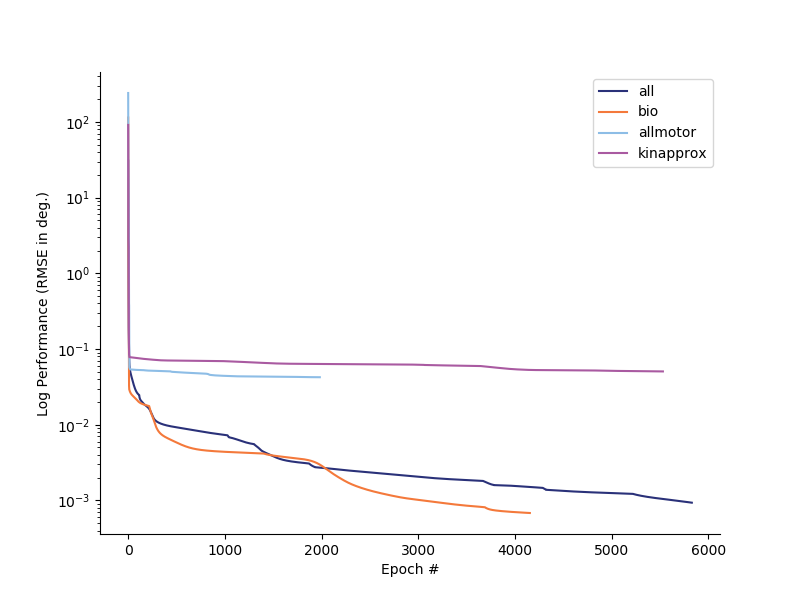 all
bio
allmotor
kinapprox
10²
10¹
10⁰
10⁻¹
10⁻²
10⁻³
Log Performance (RMSE in deg.)
0 1000 2000 3000 4000 5000 6000
Epoch #